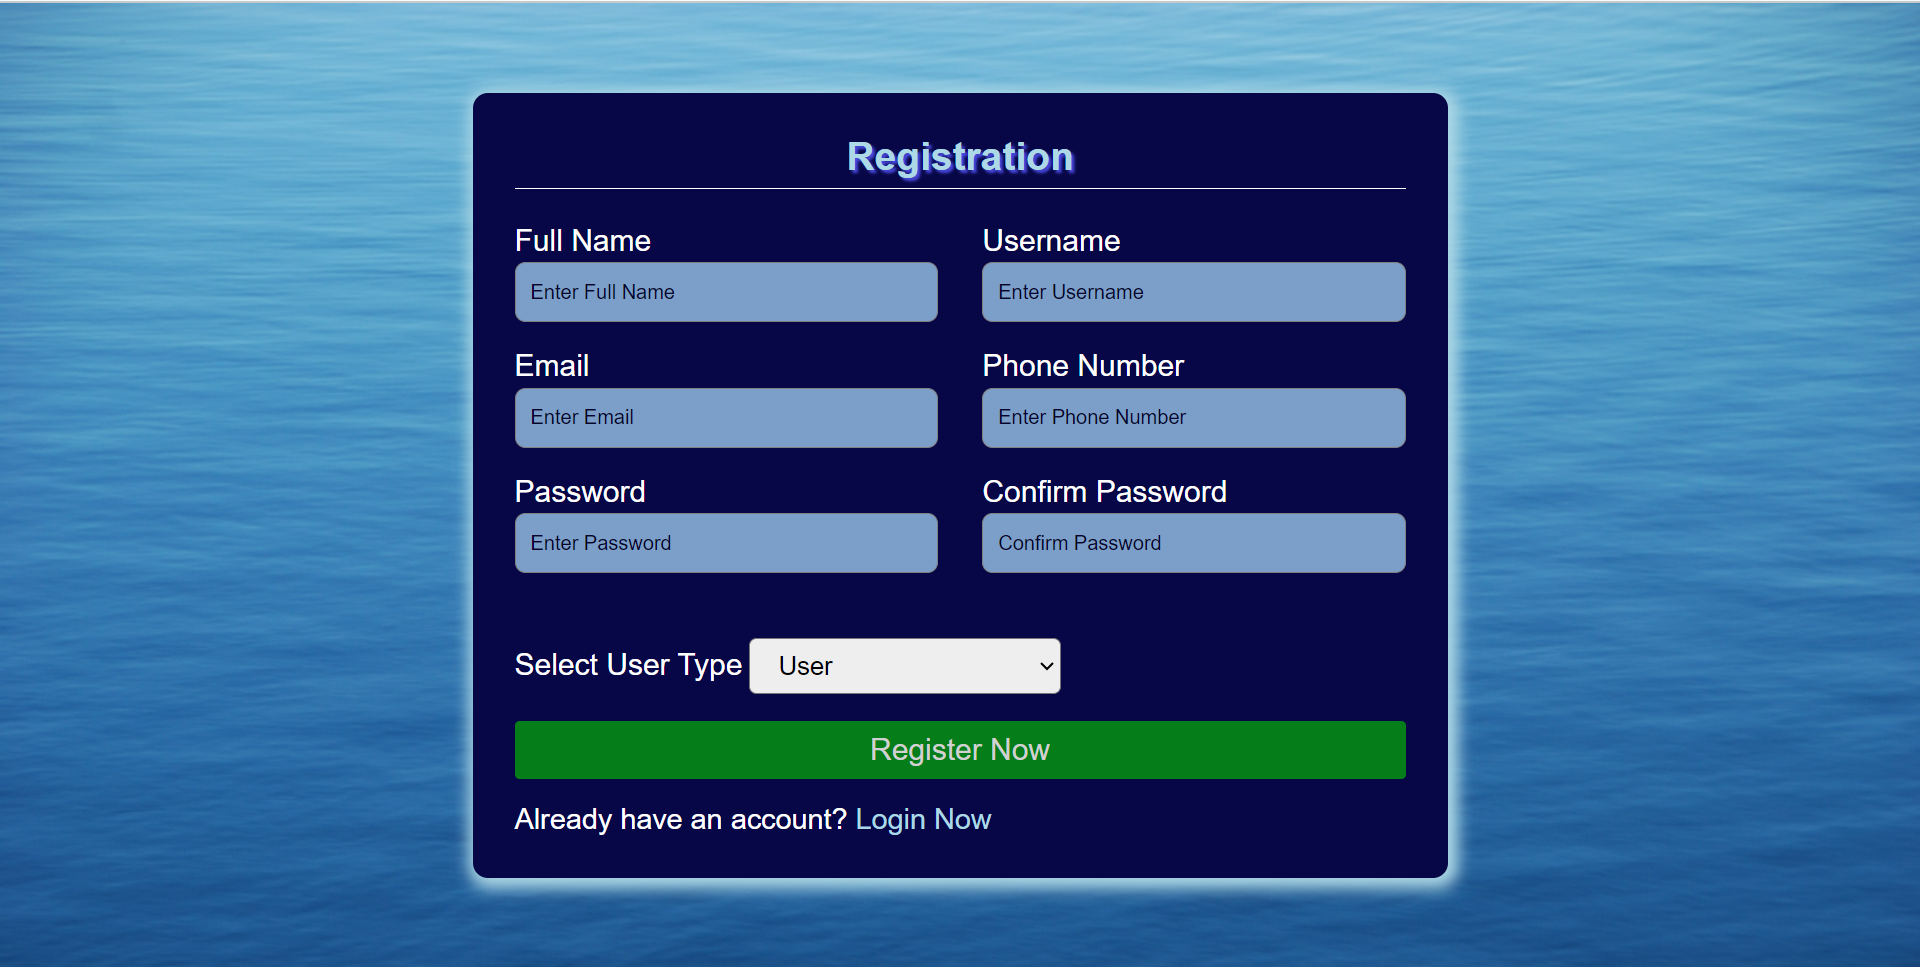 Registration
Full Name
Enter Full Name
Username
Enter Username
Email
Enter Email
Phone Number
Enter Phone Number
Password
Enter Password
Confirm Password
Confirm Password
Select User Type User
Register Now
Already have an account? Login Now